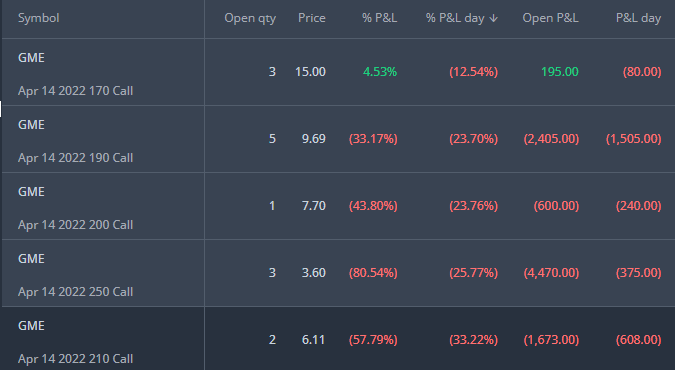 Symbol Open qty Price % P&L % P&L day ↓ Open P&L P&L day
GME
3 15.00 4.53% (12.54%) 195.00 (80.00)
Apr 14 2022 170 Call
GME
5 9.69 (33.17%) (23.70%) (2,405.00) (1,505.00)
Apr 14 2022 190 Call
GME
1 7.70 (43.80%) (23.76%) (600.00) (240.00)
Apr 14 2022 200 Call
GME
3 3.60 (80.54%) (25.77%) (4,470.00) (375.00)
Apr 14 2022 250 Call
GME
2 6.11 (57.79%) (33.22%) (1,673.00) (608.00)
Apr 14 2022 210 Call